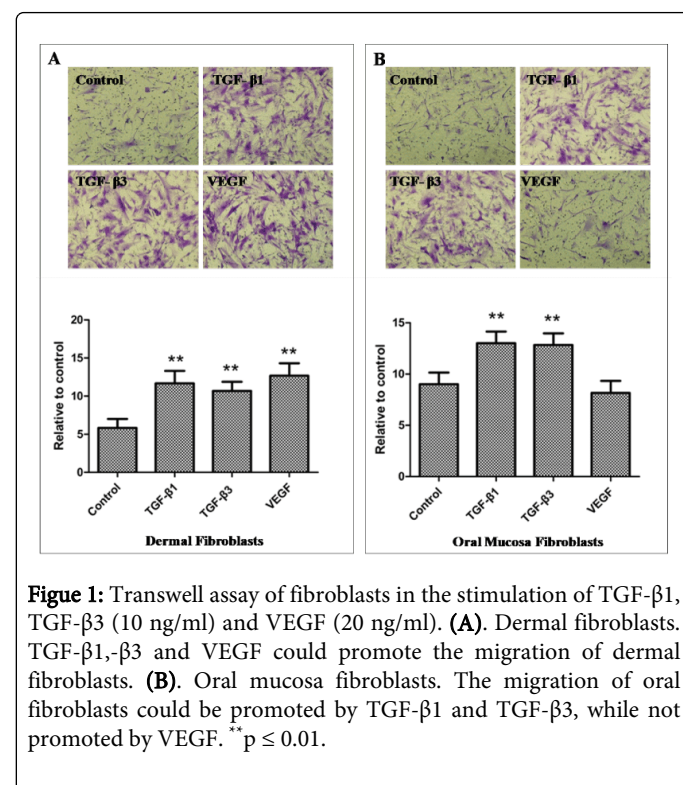 A
Control
TGF- β1
TGF- β3
VEGF
20
15
10
5
0
Relative to control
**
**
**
Control
TGF-β1
TGF-β3
VEGF
Dermal Fibroblasts
B
Control
TGF- β1
TGF- β3
VEGF
15
10
5
0
Relative to control
**
**
Control
TGF-β1
TGF-β3
VEGF
Oral Mucosa Fibroblasts
Figue 1: Transwell assay of fibroblasts in the stimulation of TGF-β1,
TGF-β3 (10 ng/ml) and VEGF (20 ng/ml). (A). Dermal fibroblasts.
TGF-β1,-β3 and VEGF could promote the migration of dermal
fibroblasts. (B). Oral mucosa fibroblasts. The migration of oral
fibroblasts could be promoted by TGF-β1 and TGF-β3, while not
promoted by VEGF. **p ≤ 0.01.